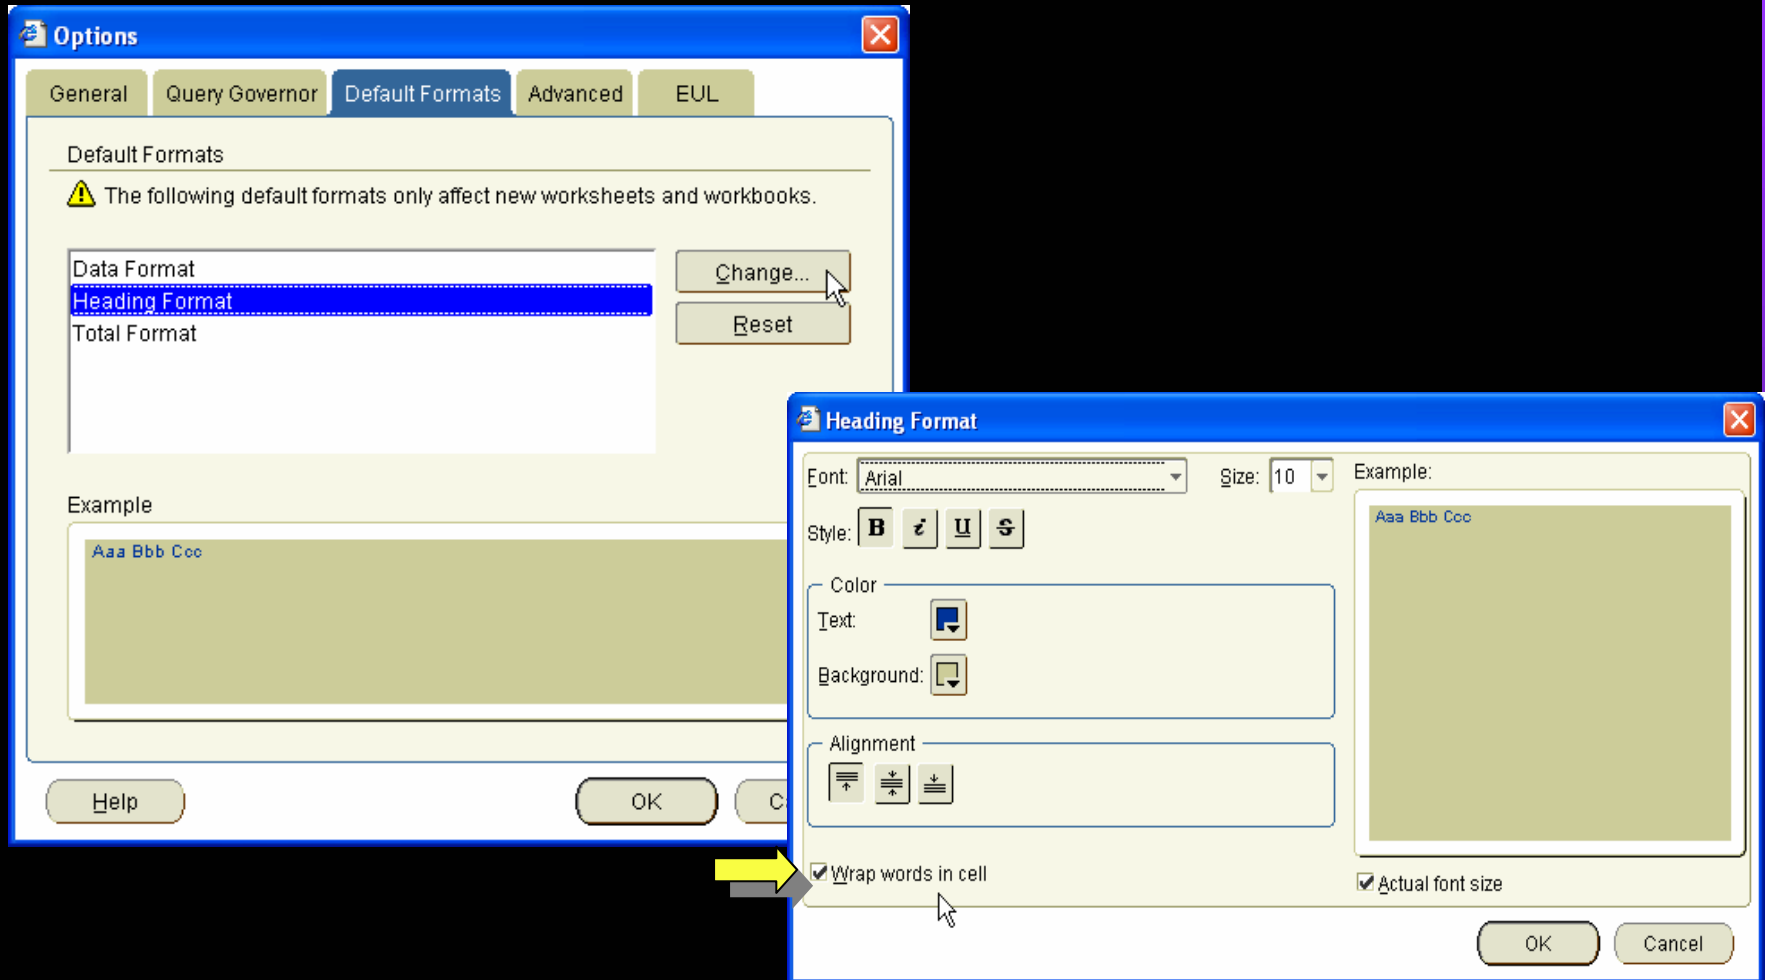 Options
General
Query Governor
Default Formats
Advanced
EUL
Default Formats
The following default formats only affect new worksheets and workbooks.
Data Format
Heading Format
Total Format
Change...
Reset
Example
Aaa Bbb Ccc
Help
OK
C
Heading Format
Font: Arial
Size: 10
Example:
Style: B i U S
Aaa Bbb Ccc
Color
Text:
Background:
Alignment
Wrap words in cell
Actual font size
OK
Cancel